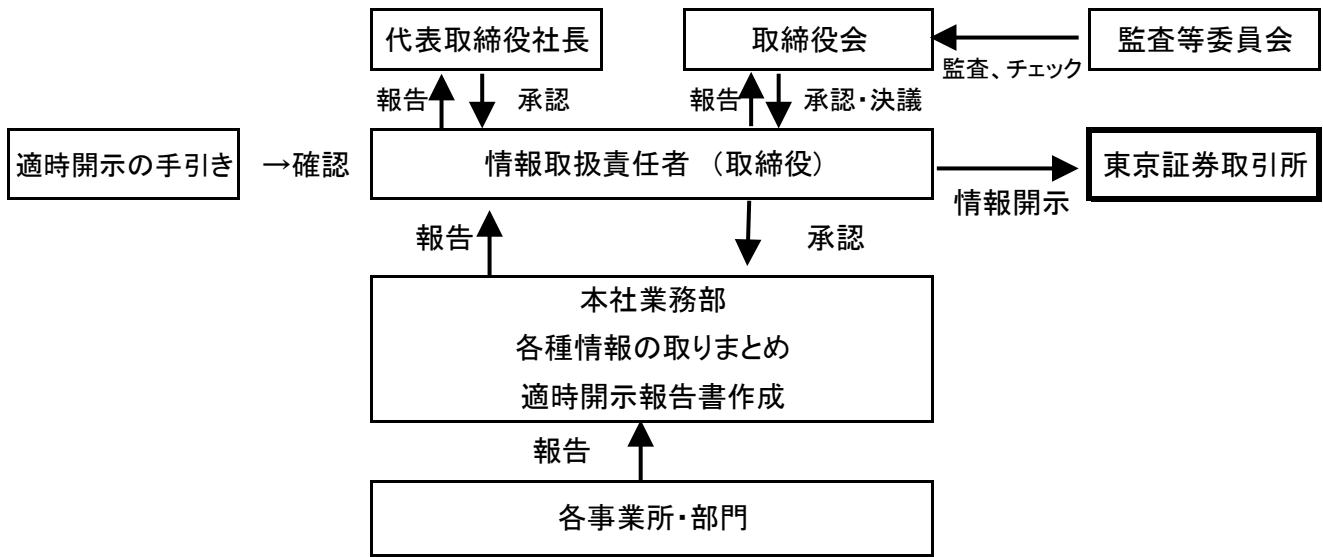 代表取締役社長
取締役会
監査等委員会
監査、チェック
報告
承認
報告
承認・決議
適時開示の手引き
→確認
情報取扱責任者 （取締役）
東京証券取引所
情報開示
報告
承認
本社業務部
各種情報の取りまとめ
適時開示報告書作成
報告
各事業所・部門